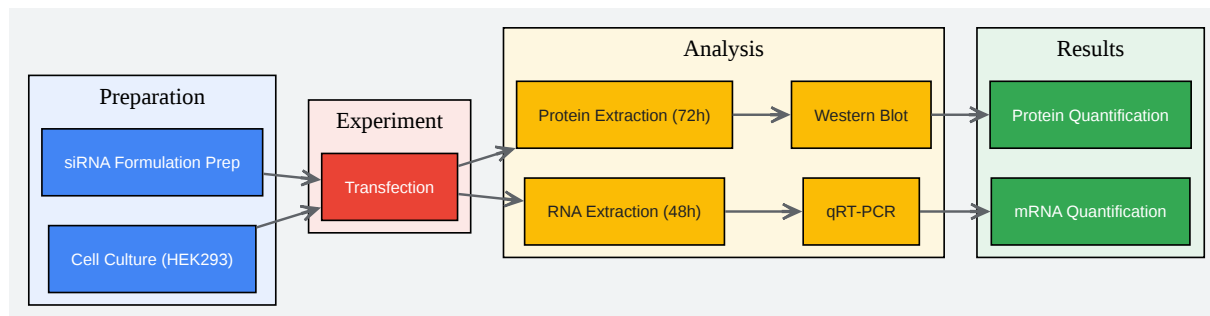 Preparation
siRNA Formulation Prep
Cell Culture (HEK293)
Experiment
Transfection
Analysis
Protein Extraction (72h)
Western Blot
RNA Extraction (48h)
qRT-PCR
Results
Protein Quantification
mRNA Quantification